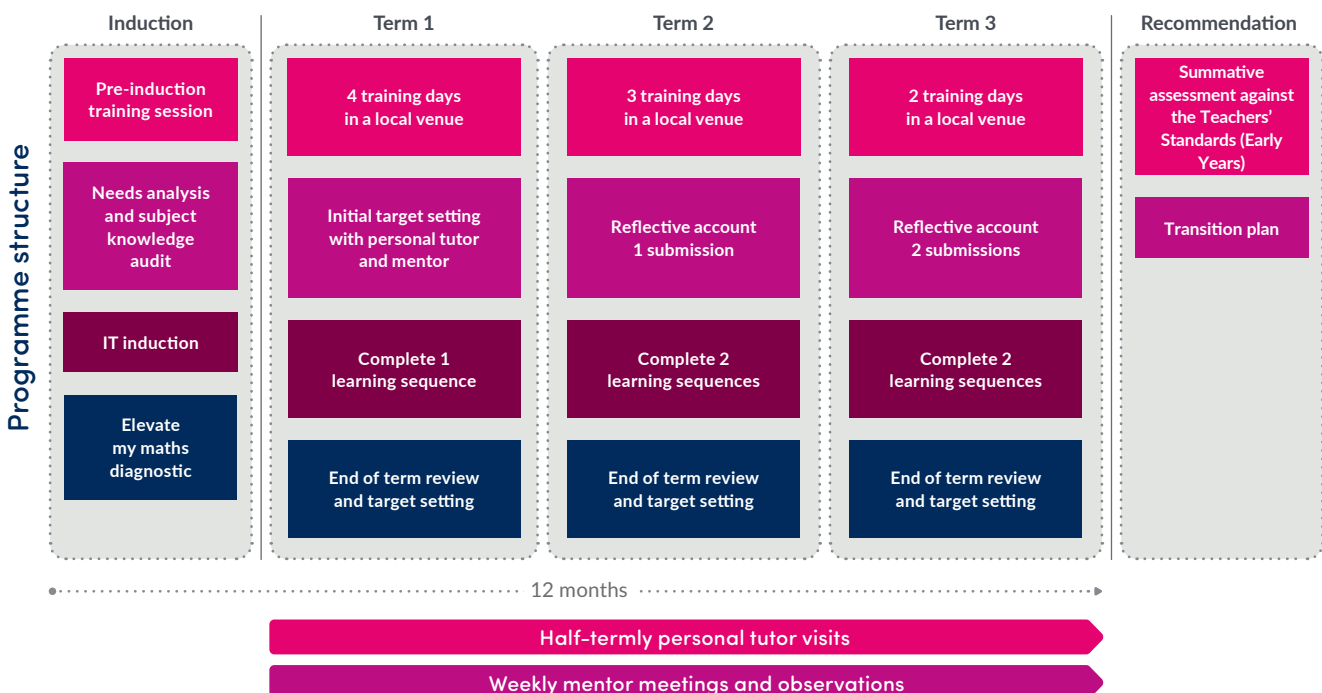 Programme structure
Induction
Pre-induction
training session
Needs analysis
and subject
knowledge
audit
IT induction
Elevate
my maths
diagnostic
Term 1
4 training days
in a local venue
Initial target setting
with personal tutor
and mentor
Complete 1
learning sequence
End of term review
and target setting
Term 2
3 training days
in a local venue
Reflective account
1 submission
Complete 2
learning sequences
End of term review
and target setting
Term 3
2 training days
in a local venue
Reflective account
2 submissions
Complete 2
learning sequences
End of term review
and target setting
Recommendation
Summative
assessment against
the Teachers’
Standards (Early
Years)
Transition plan
12 months
Half-termly personal tutor visits
Weekly mentor meetings and observations